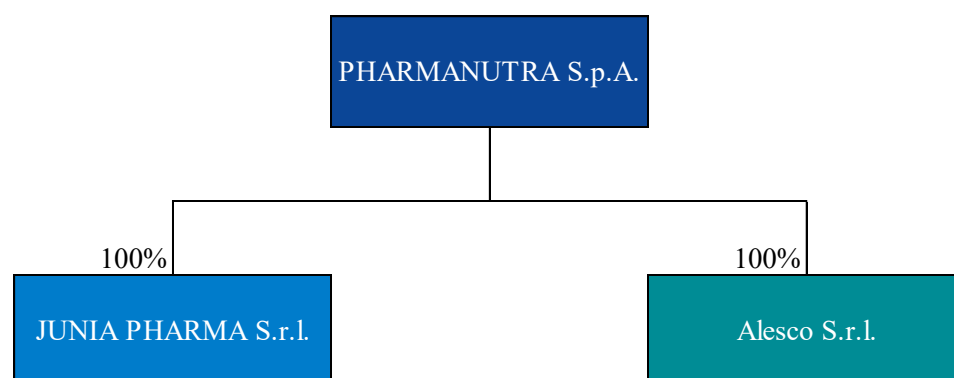 PHARMANUTRA S.p.A.
100%
100%
JUNIA PHARMA S.r.l.
Alesco S.r.l.